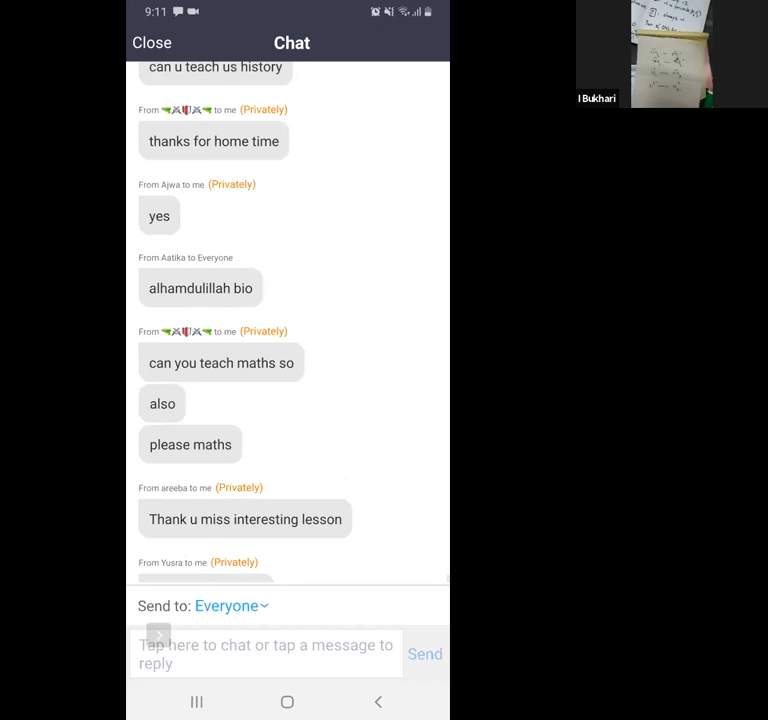 9:11
Close
Chat
can u teach us history
From 🔫⚔🛡⚔🔫 to me (Privately)
thanks for home time
From Ajwa to me (Privately)
yes
From Aatika to Everyone
alhamdulillah bio
From 🔫⚔🛡⚔🔫 to me (Privately)
can you teach maths so
also
please maths
From areeba to me (Privately)
Thank u miss interesting lesson
From Yusra to me (Privately)
Send to: Everyone
Tap here to chat or tap a message to
reply
Send
I Bukhari